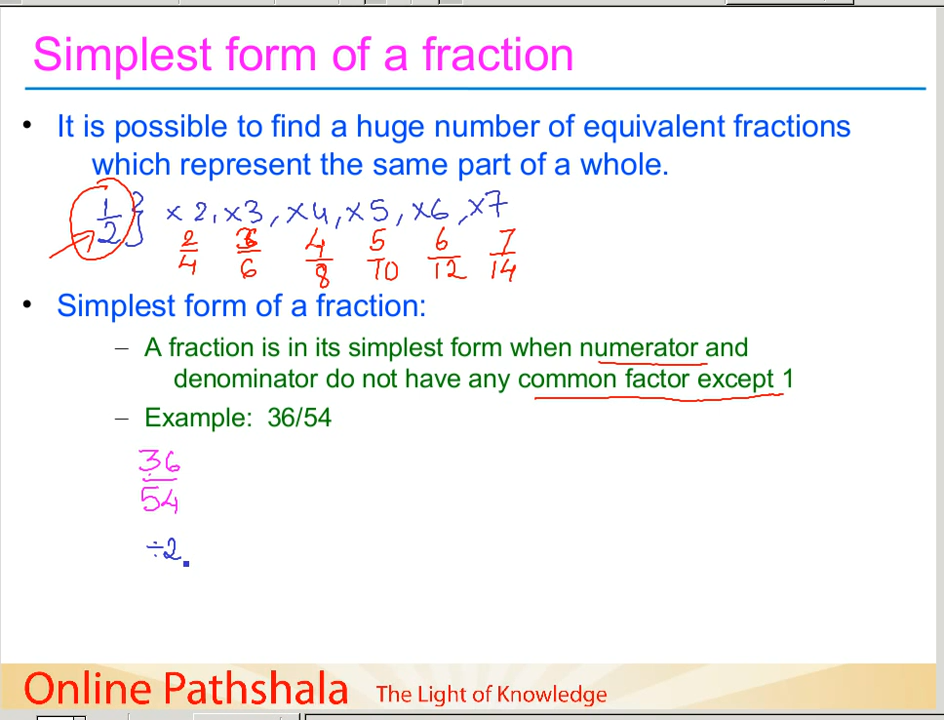 Simplest form of a fraction
• It is possible to find a huge number of equivalent fractions
which represent the same part of a whole.
1/2 } ×2, ×3, ×4, ×5, ×6, ×7
2/4 3/6 4/8 5/10 6/12 7/14
• Simplest form of a fraction:
– A fraction is in its simplest form when numerator and
denominator do not have any common factor except 1
– Example: 36/54
36
54
÷2
Online Pathshala The Light of Knowledge